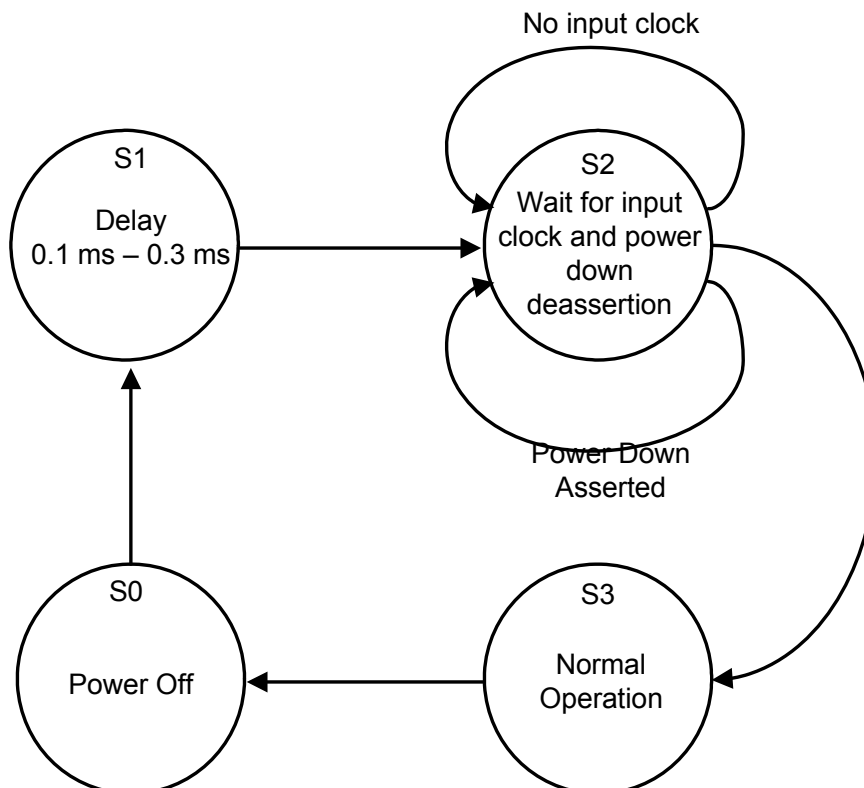 No input clock
S1
Delay
0.1 ms – 0.3 ms
S2
Wait for input
clock and power
down
deassertion
Power Down
Asserted
S0
Power Off
S3
Normal
Operation